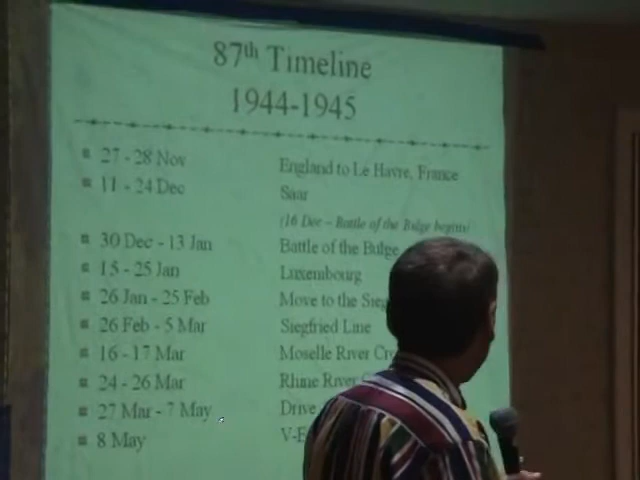 87th Timeline
1944-1945
27 - 28 Nov England to Le Havre, France
11 - 24 Dec Saar
(16 Dec – Battle of the Bulge begins)
30 Dec - 13 Jan Battle of the Bulge
15 - 25 Jan Luxembourg
26 Jan - 25 Feb Move to the
26 Feb - 5 Mar Siegfried Line
16 - 17 Mar Moselle River
24 - 26 Mar Rhine River
27 Mar - 7 May Drive
8 May